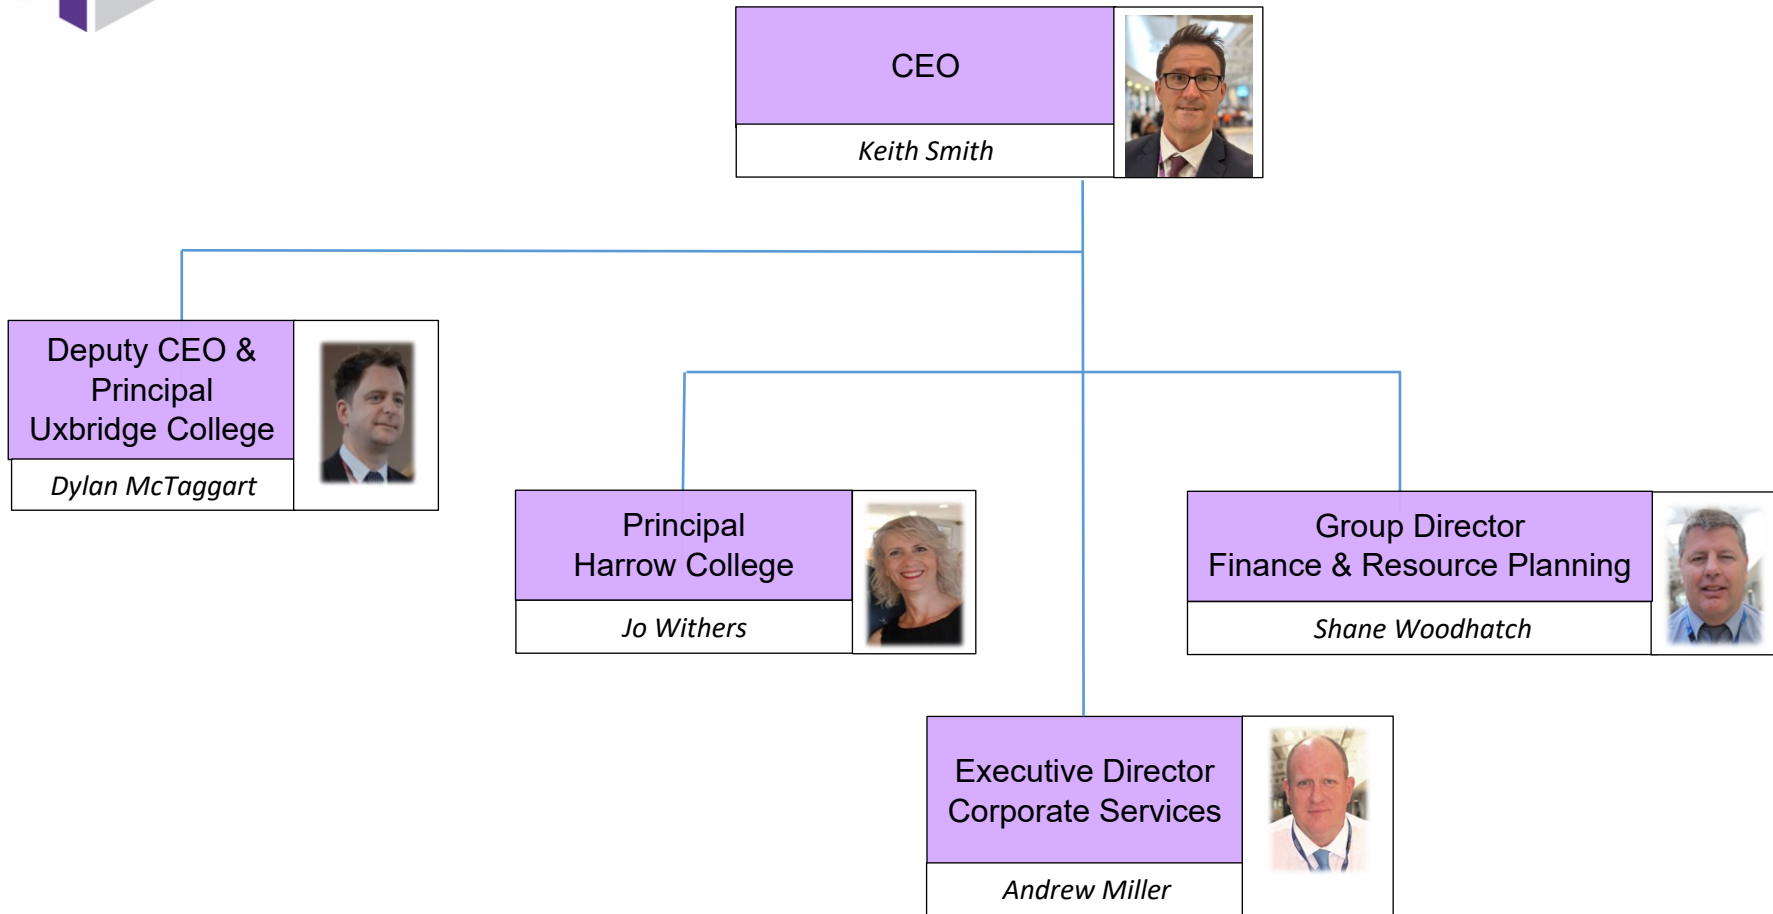 CEO
Keith Smith
Deputy CEO &
Principal
Uxbridge College
Dylan McTaggart
Principal
Harrow College
Jo Withers
Group Director
Finance & Resource Planning
Shane Woodhatch
Executive Director
Corporate Services
Andrew Miller